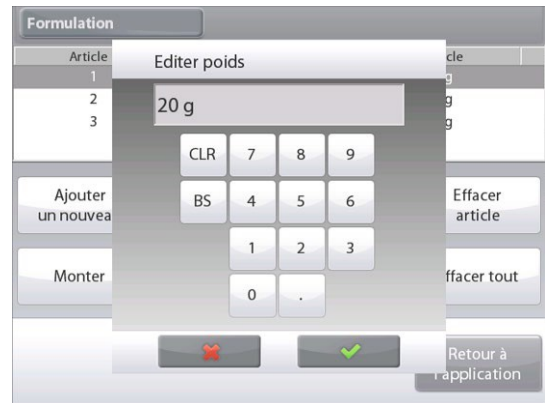 Formulation
Article
cle
1
g
2
g
3
g
Editer poids
20 g
CLR 7 8 9
BS 4 5 6
1 2 3
0 .
Ajouter
un nouvea
Effacer
article
Monter
ffacer tout
Retour à
l'application